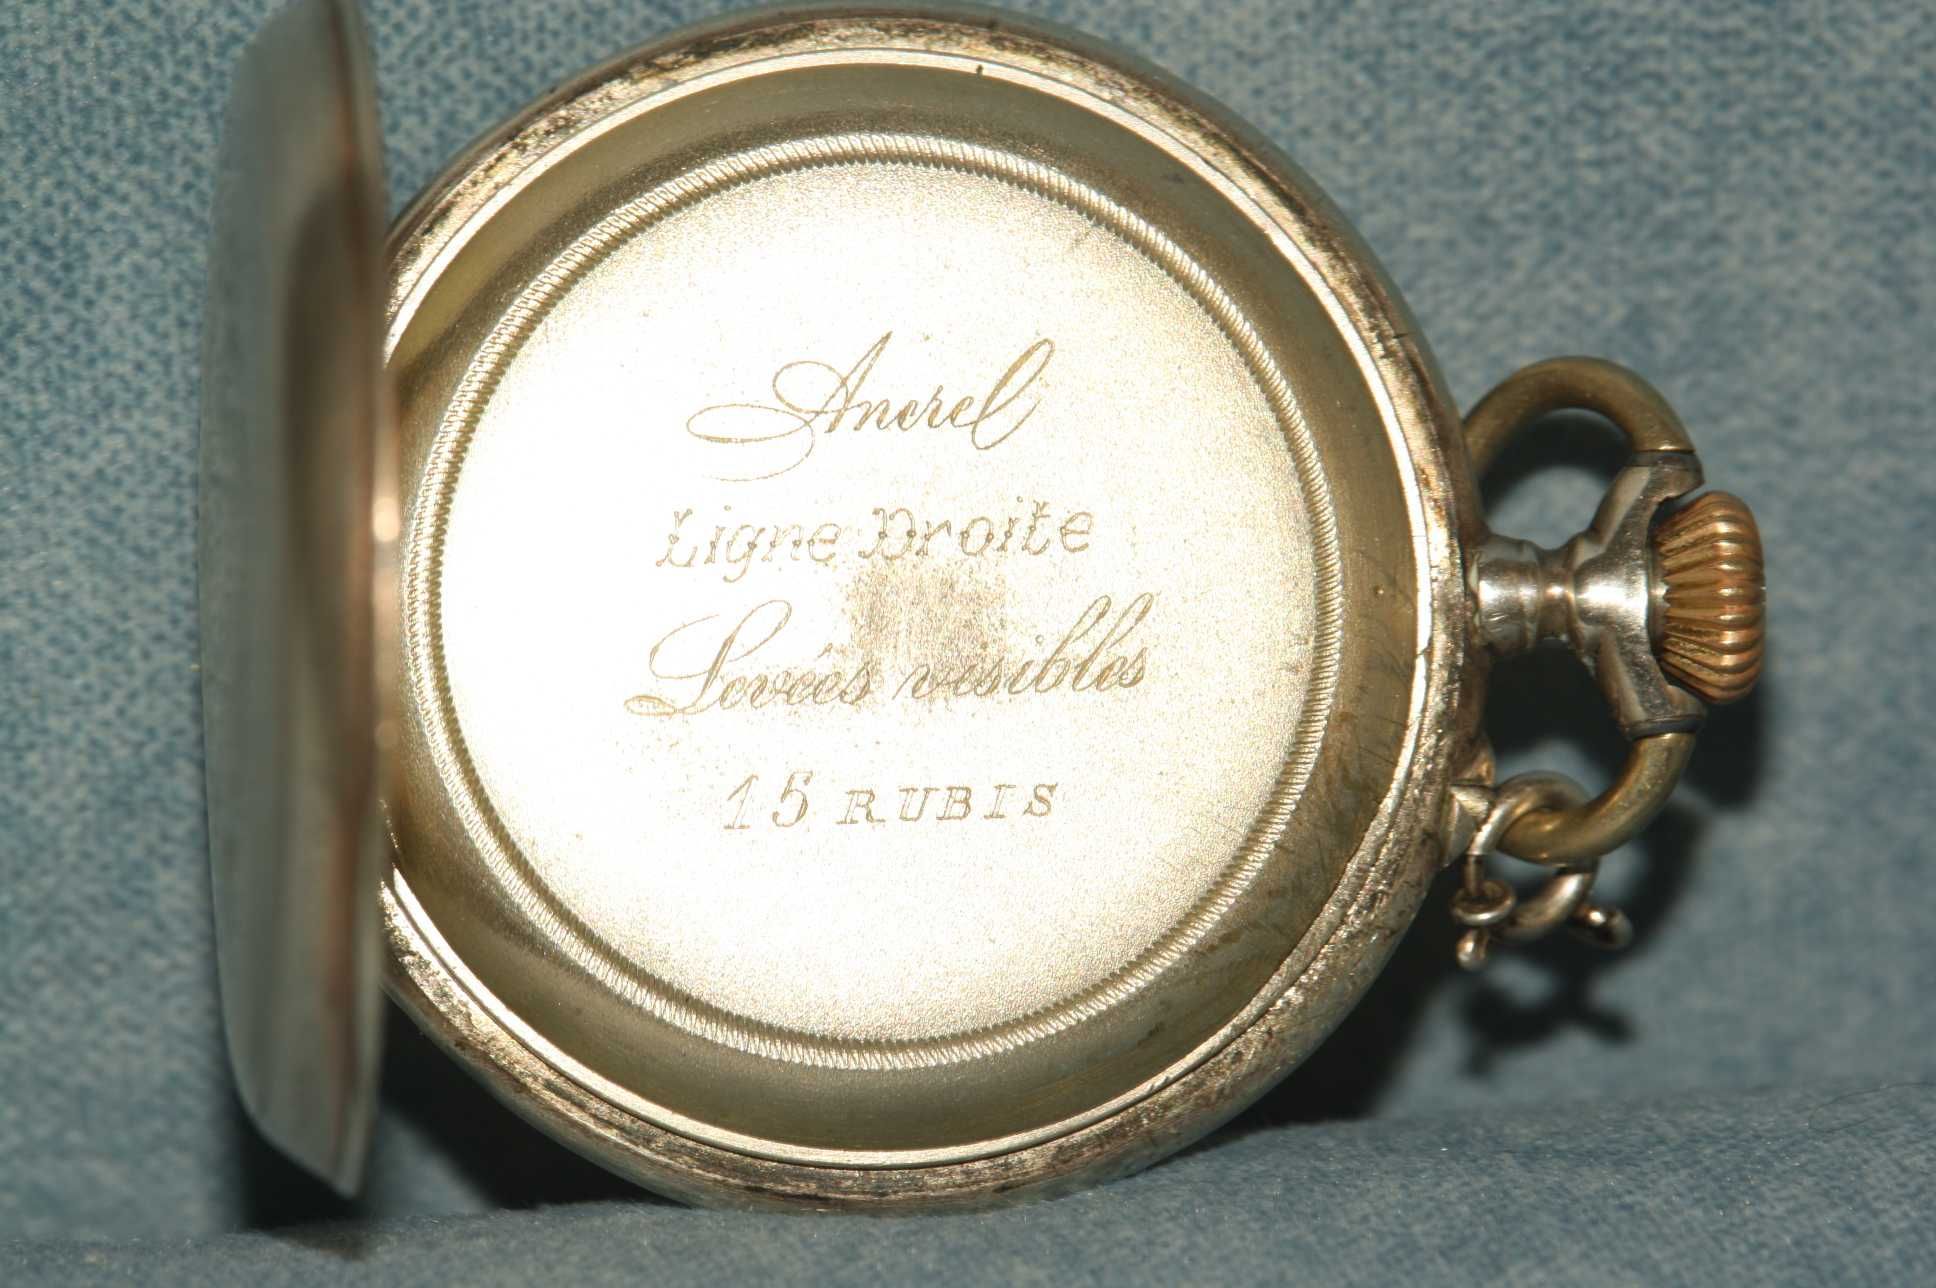 Ancrel
Ligne Droite
Levées visibles
15 RUBIS